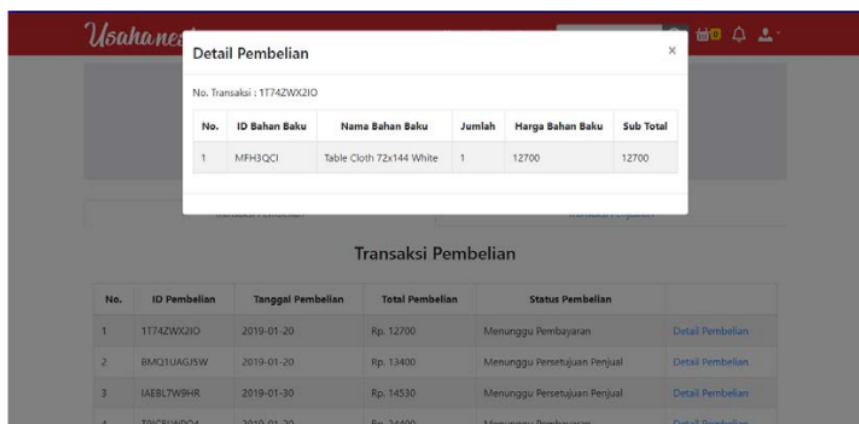 Usahanes
0
Detail Pembelian ×
No. Transaksi : 1T74ZWX2IO
No. ID Bahan Baku Nama Bahan Baku Jumlah Harga Bahan Baku Sub Total
1 MFH3QCI Table Cloth 72x144 White 1 12700 12700
Transaksi Pembelian
No. ID Pembelian Tanggal Pembelian Total Pembelian Status Pembelian
1 1T74ZWX2IO 2019-01-20 Rp. 12700 Menunggu Pembayaran Detail Pembelian
2 BMQ1UAGJ5W 2019-01-20 Rp. 13400 Menunggu Persetujuan Penjual Detail Pembelian
3 IAEBL7W9HR 2019-01-30 Rp. 14530 Menunggu Persetujuan Penjual Detail Pembelian